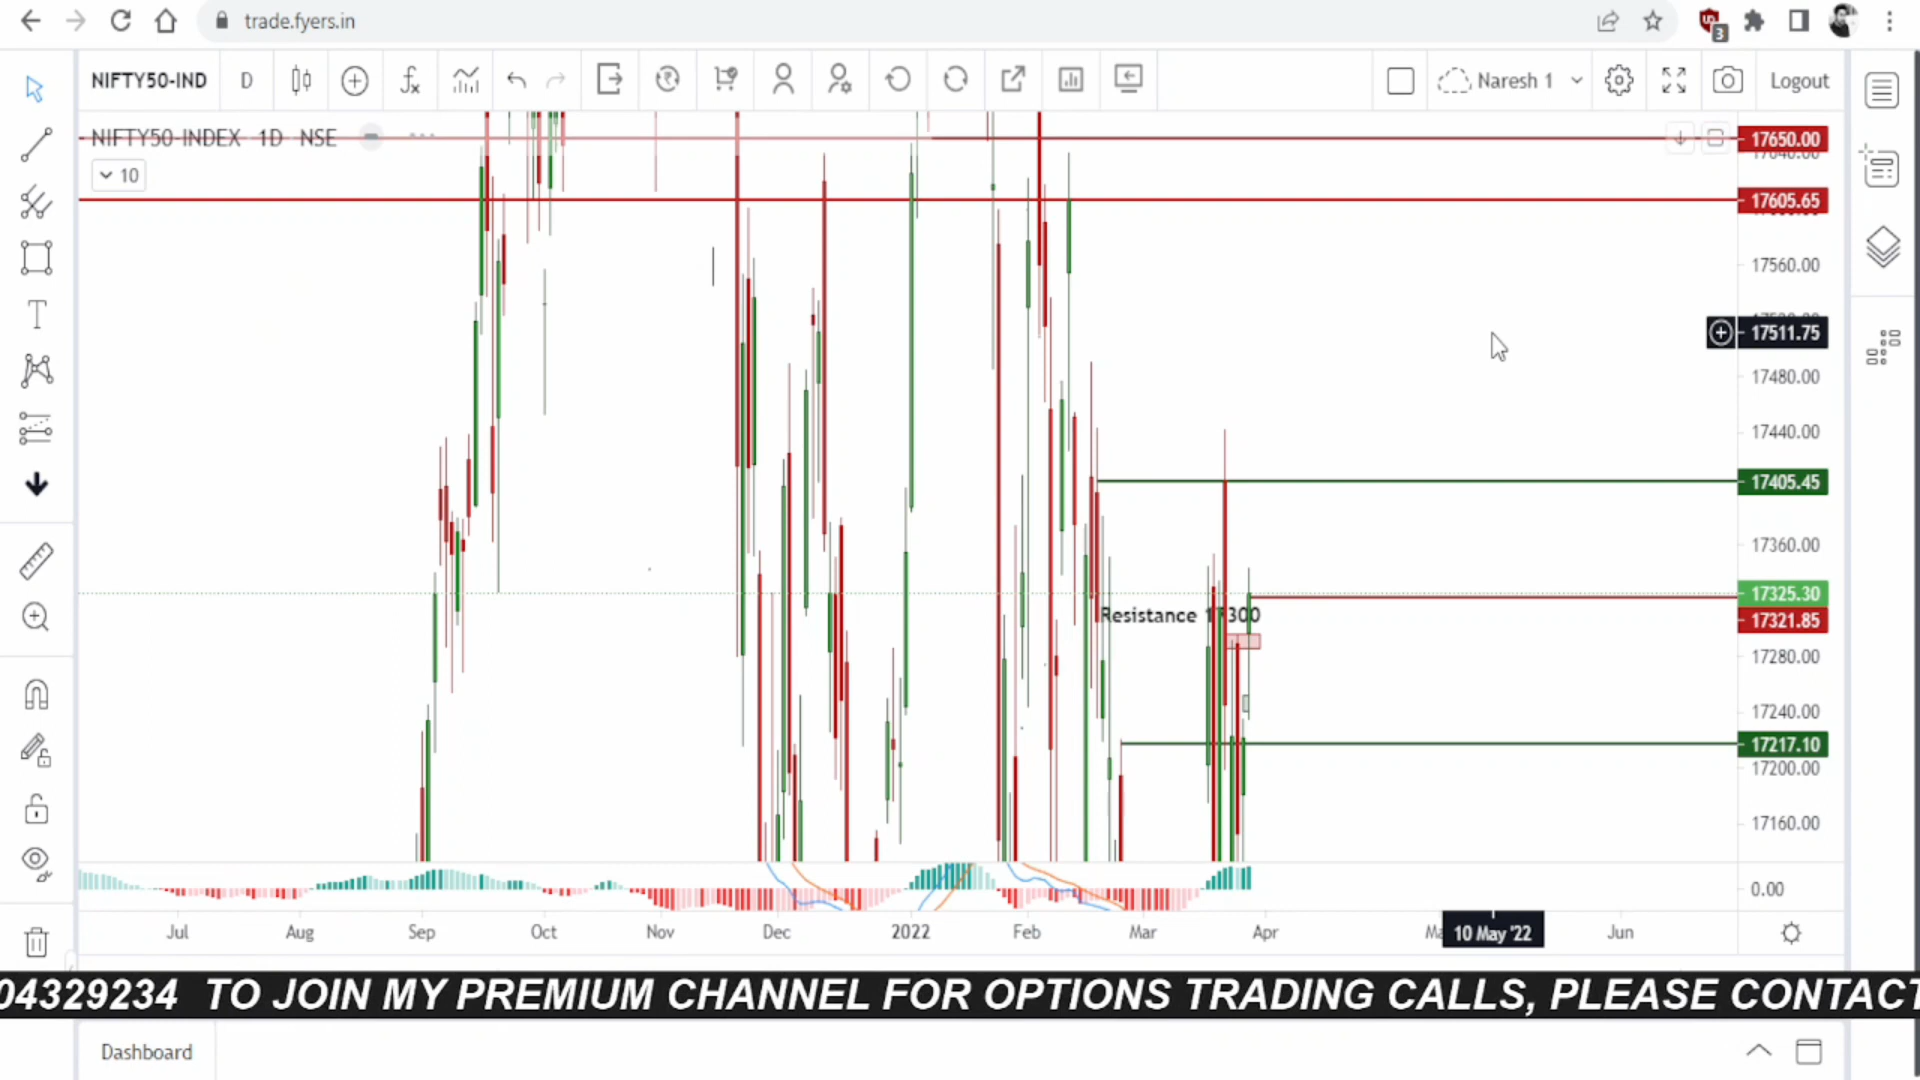 trade.fyers.in
3
NIFTY50-IND D Naresh 1 Logout
NIFTY50-INDEX 1D NSE
10
17650.00
17605.65
17560.00
17511.75
17480.00
17440.00
17405.45
17360.00
17325.30
Resistance 17300
17321.85
17280.00
17240.00
17217.10
17200.00
17160.00
0.00
Jul Aug Sep Oct Nov Dec 2022 Feb Mar Apr 10 May '22 Jun
04329234 TO JOIN MY PREMIUM CHANNEL FOR OPTIONS TRADING CALLS, PLEASE CONTACT
Dashboard